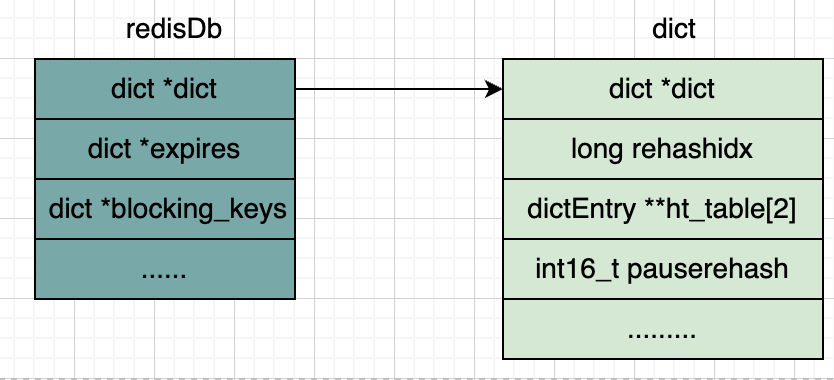 redisDb
dict *dict
dict *expires
dict *blocking_keys
......
dict
dict *dict
long rehashidx
dictEntry **ht_table[2]
int16_t pauserehash
.........